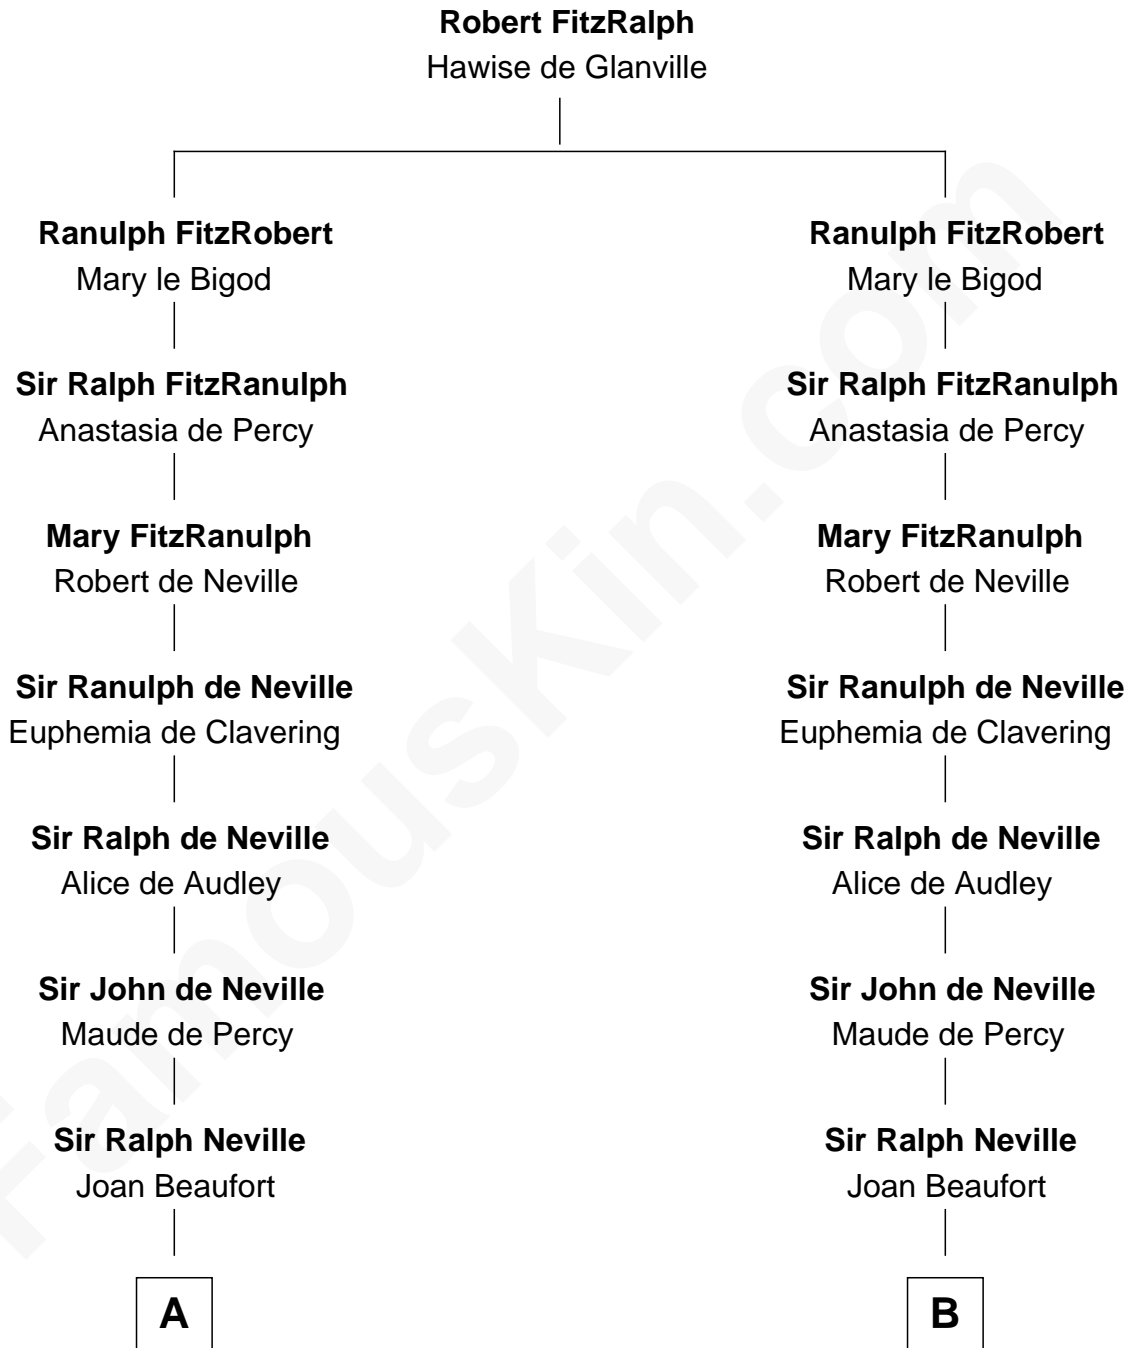 Robert FitzRalph
Hawise de Glanville
Ranulph FitzRobert
Mary le Bigod
Sir Ralph FitzRanulph
Anastasia de Percy
Mary FitzRanulph
Robert de Neville
Sir Ranulph de Neville
Euphemia de Clavering
Sir Ralph de Neville
Alice de Audley
Sir John de Neville
Maude de Percy
Sir Ralph Neville
Joan Beaufort
A
Ranulph FitzRobert
Mary le Bigod
Sir Ralph FitzRanulph
Anastasia de Percy
Mary FitzRanulph
Robert de Neville
Sir Ranulph de Neville
Euphemia de Clavering
Sir Ralph de Neville
Alice de Audley
Sir John de Neville
Maude de Percy
Sir Ralph Neville
Joan Beaufort
B
FamousKin.com